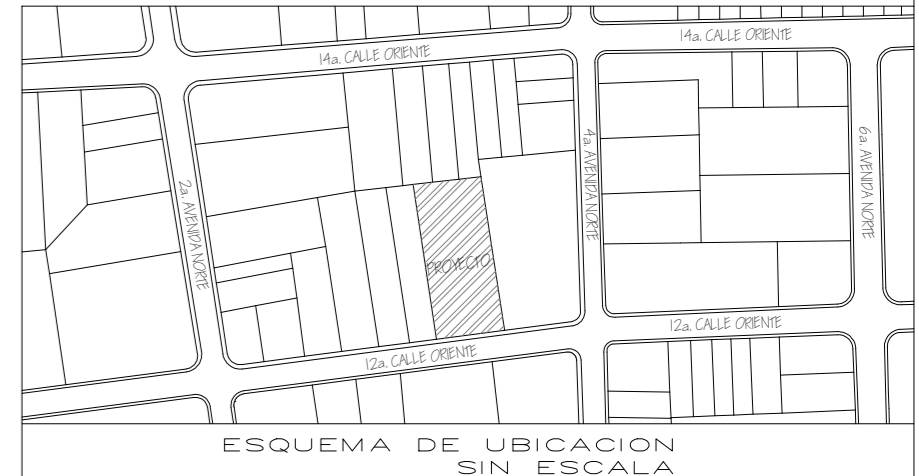 14a. CALLE ORIENTE
14a. CALLE ORIENTE
2a. AVENIDA NORTE
4a. AVENIDA NORTE
6a. AVENIDA NORTE
PROYECTO
12a. CALLE ORIENTE
12a. CALLE ORIENTE
ESQUEMA DE UBICACION
SIN ESCALA